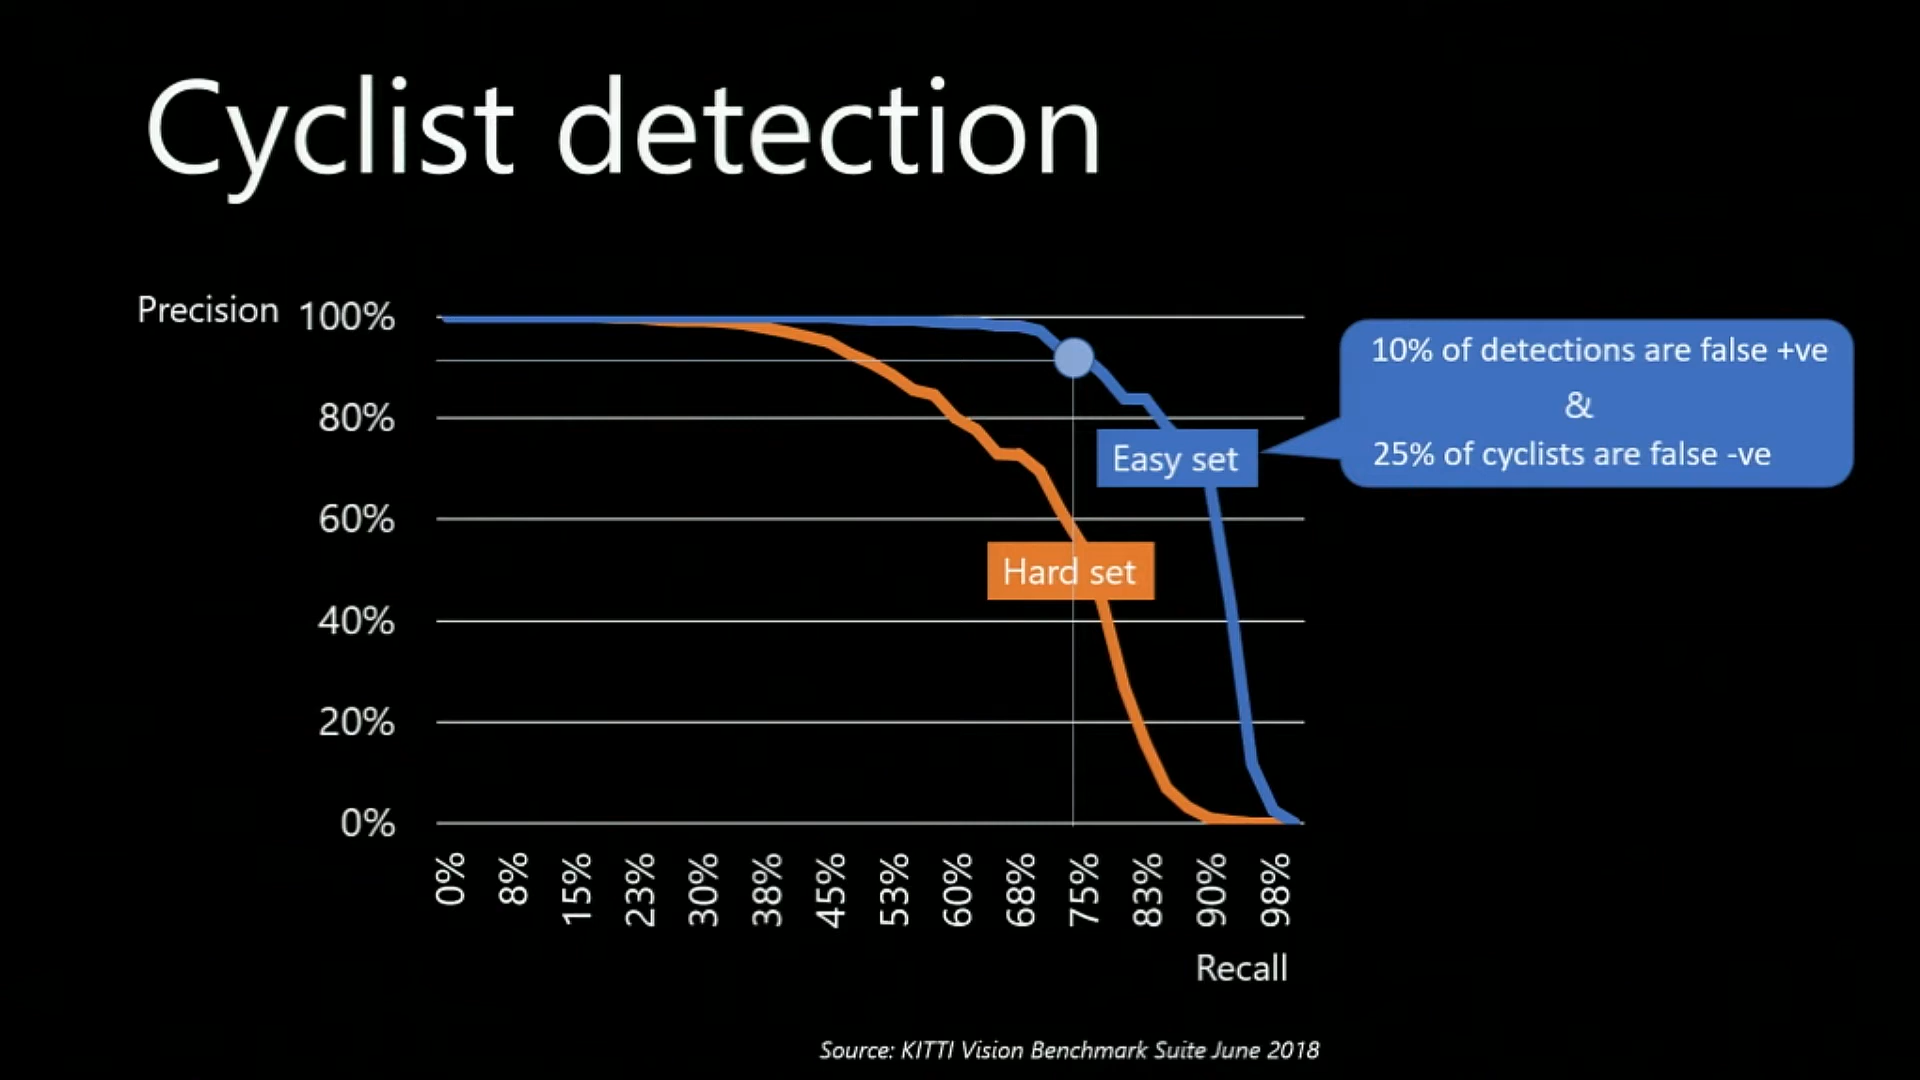 Cyclist detection
Precision
100%
80%
60%
40%
20%
0%
10% of detections are false +ve
&
25% of cyclists are false -ve
Easy set
Hard set
0%
8%
15%
23%
30%
38%
45%
53%
60%
68%
75%
83%
90%
98%
Recall
Source: KITTI Vision Benchmark Suite June 2018